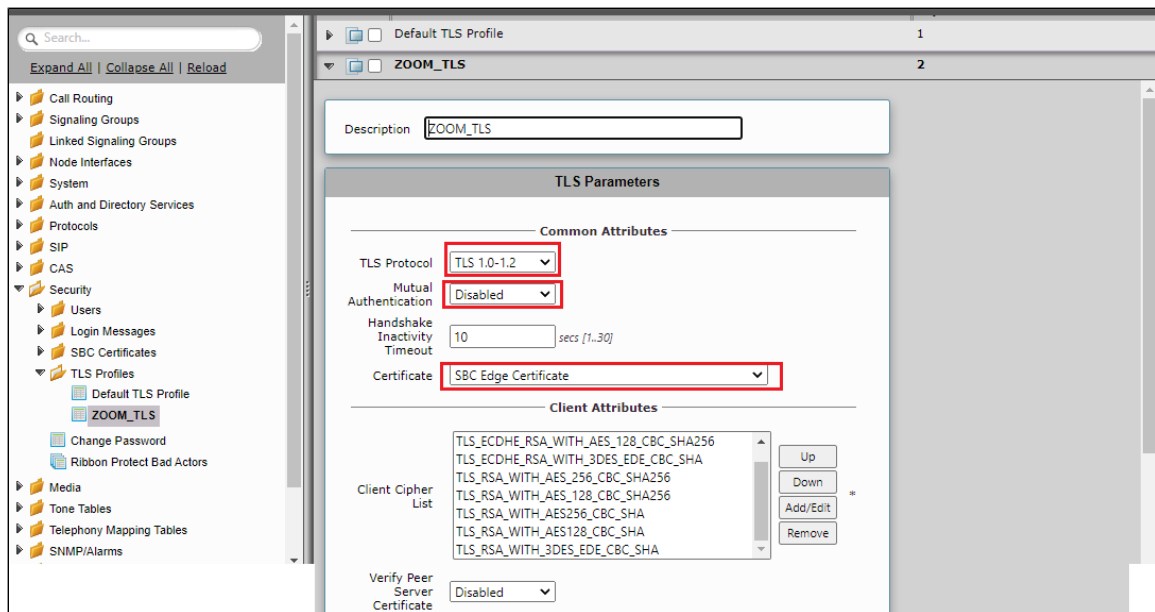 Search...
Expand All | Collapse All | Reload
Call Routing
Signaling Groups
Linked Signaling Groups
Node Interfaces
System
Auth and Directory Services
Protocols
SIP
CAS
Security
Users
Login Messages
SBC Certificates
TLS Profiles
Default TLS Profile
ZOOM_TLS
Change Password
Ribbon Protect Bad Actors
Media
Tone Tables
Telephony Mapping Tables
SNMP/Alarms
Default TLS Profile 1
ZOOM_TLS 2
Description ZOOM_TLS
TLS Parameters
Common Attributes
TLS Protocol TLS 1.0-1.2
Mutual
Authentication
Disabled
Handshake
Inactivity
Timeout
10 secs [1..30]
Certificate SBC Edge Certificate
Client Attributes
Client Cipher
List
TLS_ECDHE_RSA_WITH_AES_128_CBC_SHA256
TLS_ECDHE_RSA_WITH_3DES_EDE_CBC_SHA
TLS_RSA_WITH_AES_256_CBC_SHA256
TLS_RSA_WITH_AES_128_CBC_SHA256
TLS_RSA_WITH_AES256_CBC_SHA
TLS_RSA_WITH_AES128_CBC_SHA
TLS_RSA_WITH_3DES_EDE_CBC_SHA
Up
Down
Add/Edit
Remove
*
Verify Peer
Server
Certificate
Disabled